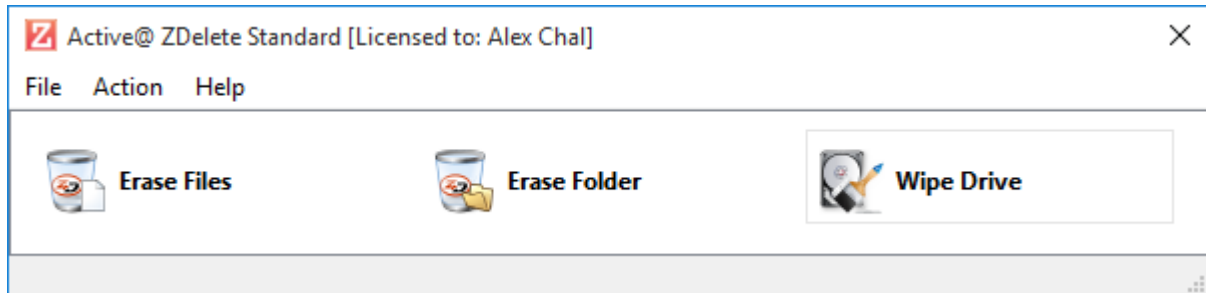 Active@ ZDelete Standard [Licensed to: Alex Chal]
File Action Help
Erase Files Erase Folder Wipe Drive